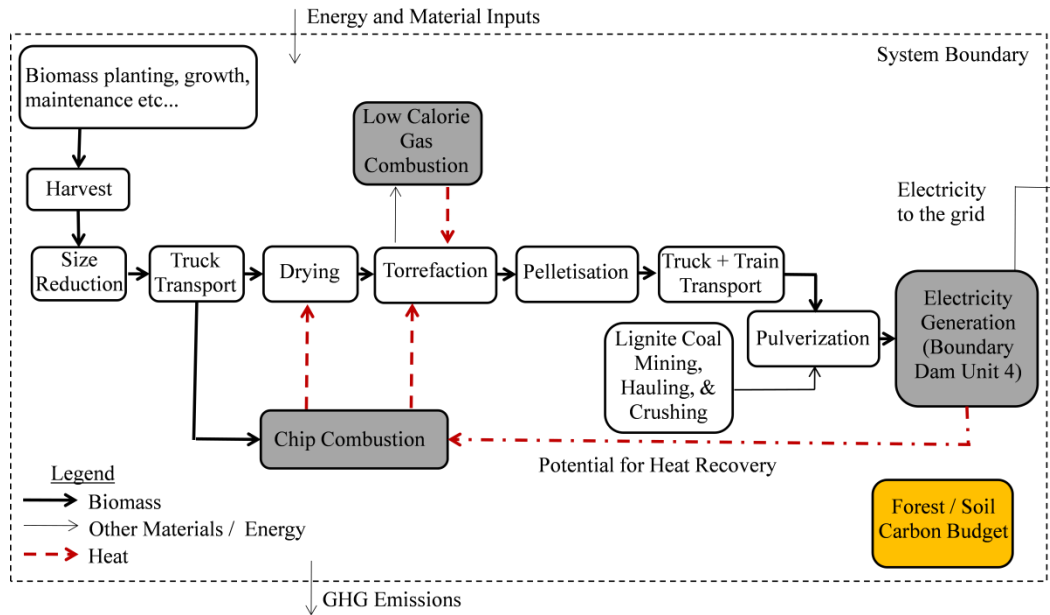 Energy and Material Inputs
System Boundary
Biomass planting, growth,
maintenance etc...
Low Calorie
Gas
Combustion
Harvest
Electricity
to the grid
Size
Reduction
Truck
Transport
Drying
Torrefaction
Pelletisation
Truck + Train
Transport
Electricity
Generation
(Boundary
Dam Unit 4)
Pulverization
Lignite Coal
Mining,
Hauling, &
Crushing
Chip Combustion
Potential for Heat Recovery
Legend
Biomass
Other Materials / Energy
Heat
Forest / Soil
Carbon Budget
GHG Emissions